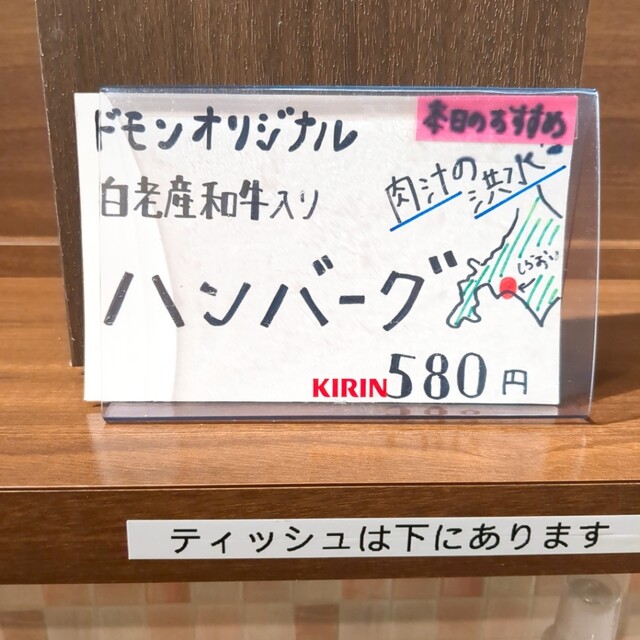 ドモンオリジナル
本日のおすすめ
白老産和牛入り
肉汁の洪水
ハンバーグ
しらおい
KIRIN
580円
ティッシュは下にあります